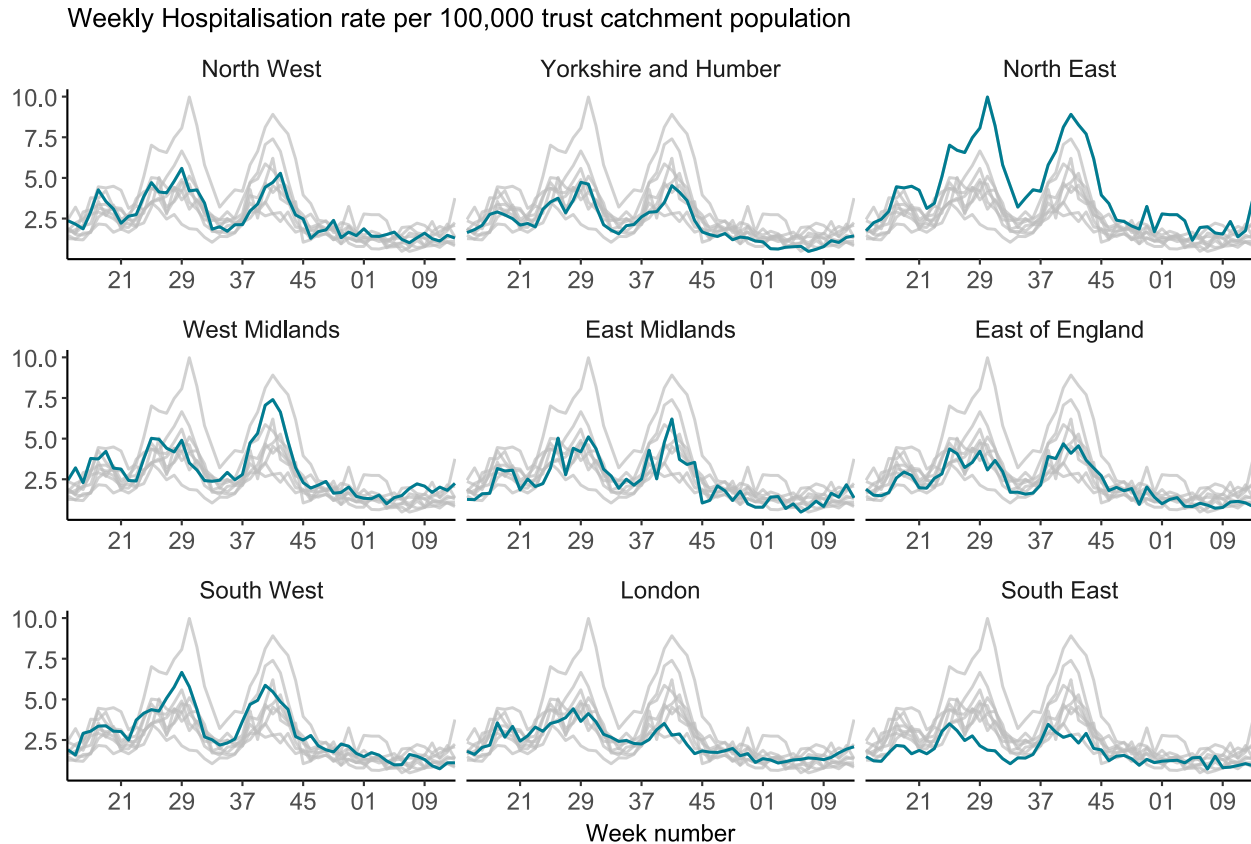 Weekly Hospitalisation rate per 100,000 trust catchment population
North West Yorkshire and Humber North East
10.0
7.5
5.0
2.5
21 29 37 45 01 09 21 29 37 45 01 09 21 29 37 45 01 09
West Midlands East Midlands East of England
10.0
7.5
5.0
2.5
21 29 37 45 01 09 21 29 37 45 01 09 21 29 37 45 01 09
South West London South East
10.0
7.5
5.0
2.5
21 29 37 45 01 09 21 29 37 45 01 09 21 29 37 45 01 09
Week number